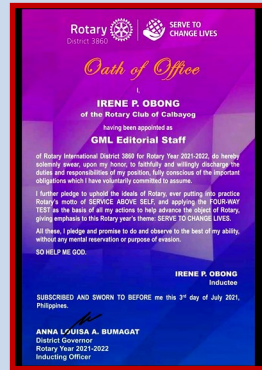 Rotary
District 3860
SERVE TO
CHANGE LIVES
Oath of Office
I,
IRENE P. OBONG
of the Rotary Club of Calbayog
having been appointed as
GML Editorial Staff
of Rotary International District 3860 for Rotary Year 2021-2022, do hereby
solemnly swear, upon my honor, to faithfully and willingly discharge the
duties and responsibilities of my position, fully conscious of the important
obligations which I have voluntarily committed to assume.
I further pledge to uphold the ideals of Rotary, ever putting into practice
Rotary's motto of SERVICE ABOVE SELF, and applying the FOUR-WAY
TEST as the basis of all my actions to help advance the object of Rotary,
giving emphasis to this Rotary year's theme: SERVE TO CHANGE LIVES.
All these, I pledge and promise to do and observe to the best of my ability,
without any mental reservation or purpose of evasion.
SO HELP ME GOD.
IRENE P. OBONG
Inductee
SUBSCRIBED AND SWORN TO BEFORE me this 3rd day of July 2021,
Philippines.
ANNA LOUISA A. BUMAGAT
District Governor
Rotary Year 2021-2022
Inducting Officer